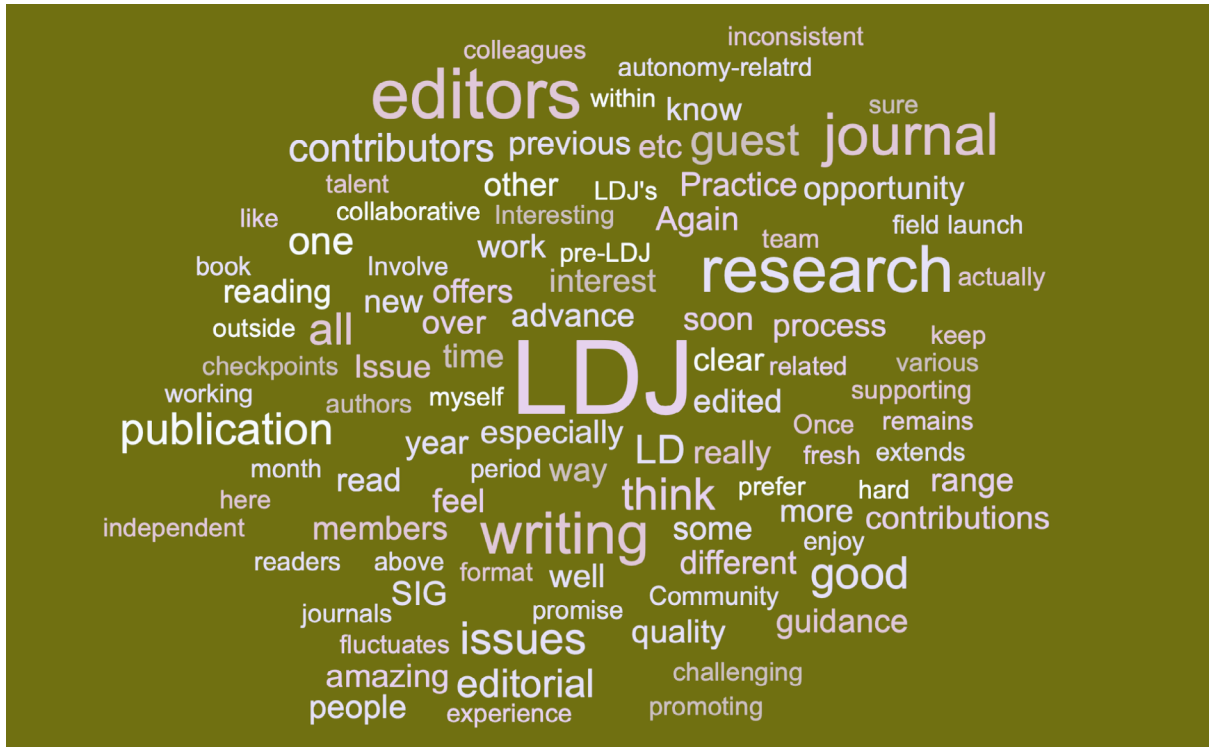 inconsistent
colleagues
autonomy-relatrd
editors within know sure
journal
contributors previous etc guest
talent other LDJ's Practice opportunity
like collaborative Interesting Again field launch
one work pre-LDJ team
book Involve interest research actually
reading new offers
outside all over advance soon process keep
checkpoints Issue time LDJ clear related various
working authors myself edited supporting
publication year especially LD really Once remains
fresh extends
month read period way think prefer hard range
here feel
independent members writing some more contributions
enjoy
readers above format well different good
SIG Community
journals promise guidance
fluctuates issues quality
amazing editorial challenging
people experience promoting